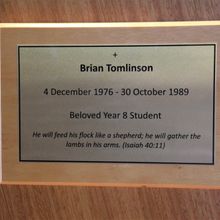 +
Brian Tomlinson
4 December 1976 - 30 October 1989
Beloved Year 8 Student
He will feed his flock like a shepherd; he will gather the
lambs in his arms. (Isaiah 40:11)